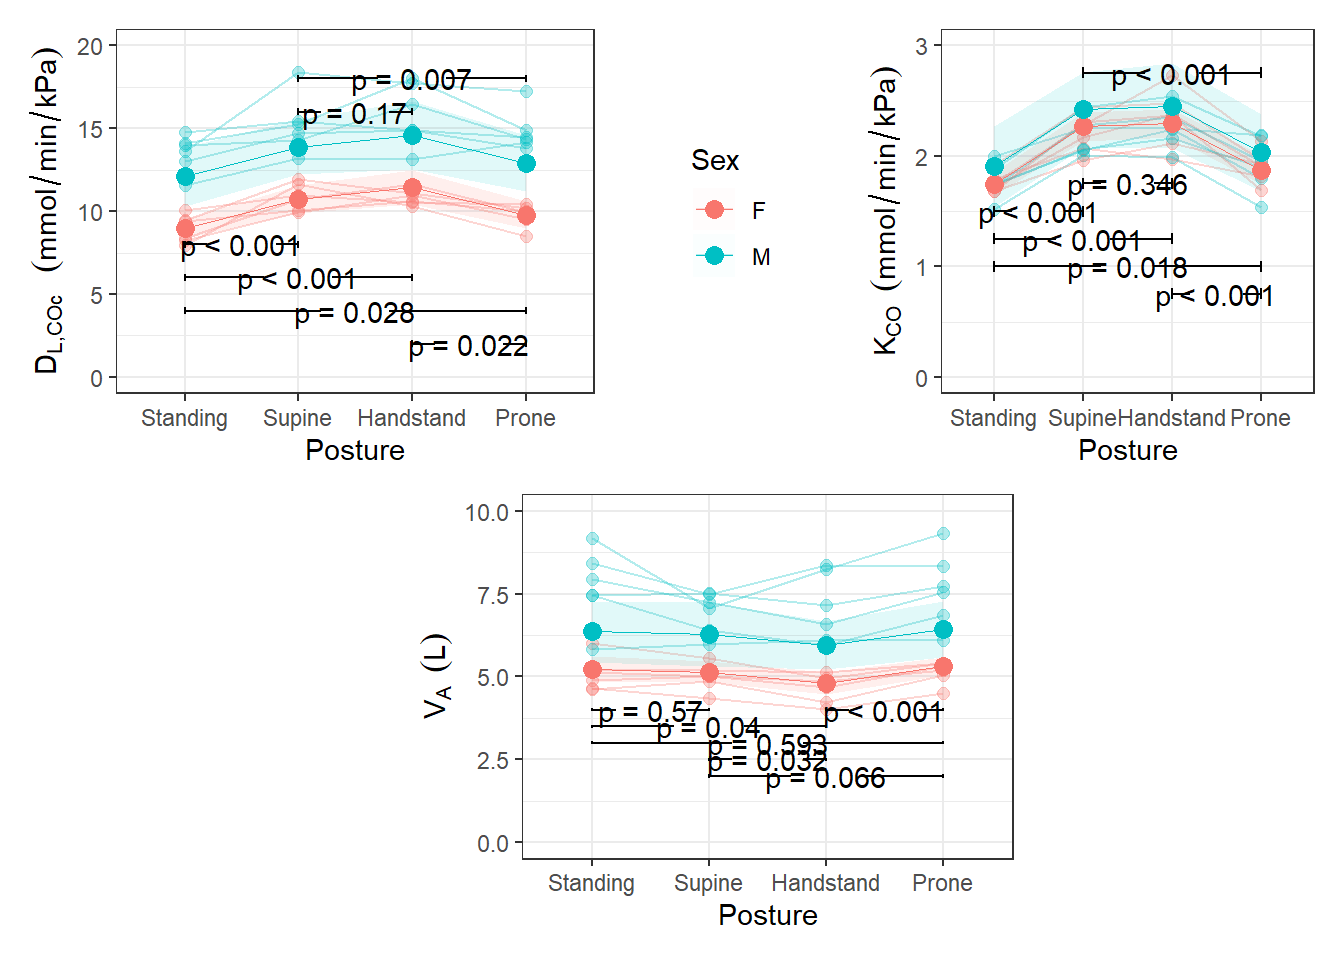 D L,COc (mmol/min/kPa)
20
15
10
5
0
p = 0.007
p = 0.17
p < 0.001
p < 0.001
p = 0.028
p = 0.022
Standing Supine Handstand Prone
Posture
Sex
F
M
K CO (mmol/min/kPa)
3
2
1
0
p < 0.001
p = 0.346
p < 0.001
p < 0.001
p = 0.018
p < 0.001
Standing Supine Handstand Prone
Posture
V A (L)
10.0
7.5
5.0
2.5
0.0
p = 0.57 p < 0.001
p = 0.04
p = 0.593
p = 0.032
p = 0.066
Standing Supine Handstand Prone
Posture